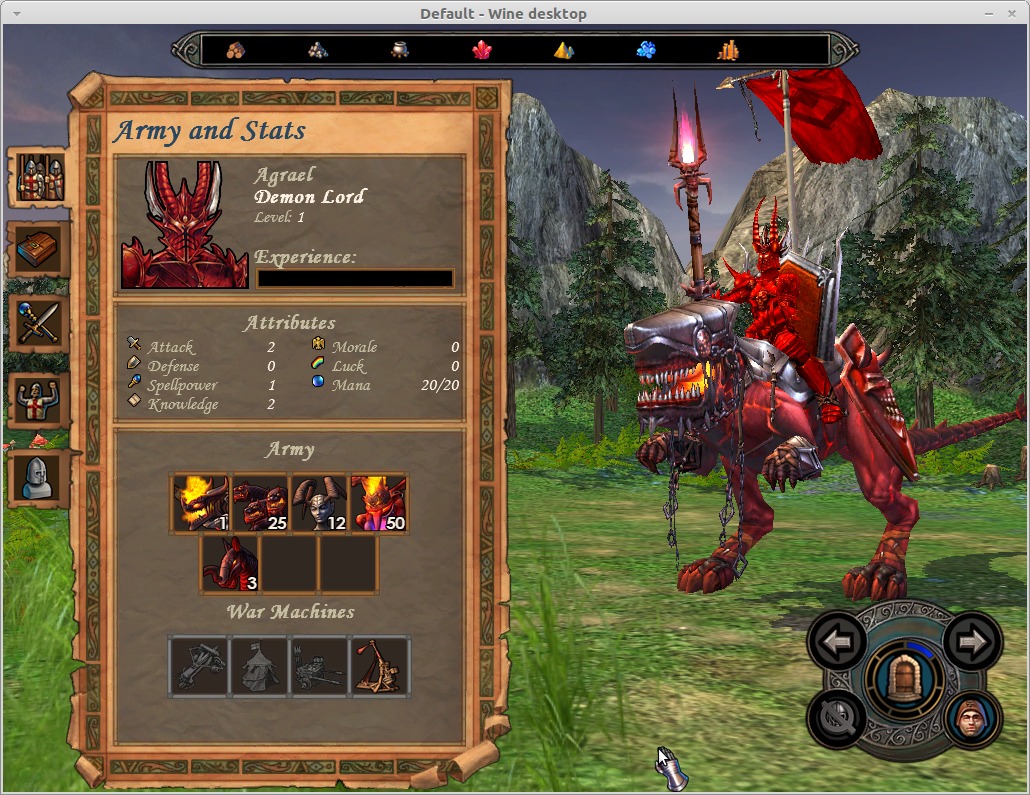 Default - Wine desktop
Army and Stats
Agrael
Demon Lord
Level: 1
Experience:
Attributes
Attack 2 Morale 0
Defense 0 Luck 0
Spellpower 1 Mana 20/20
Knowledge 2
Army
1 25 12 50
3
War Machines